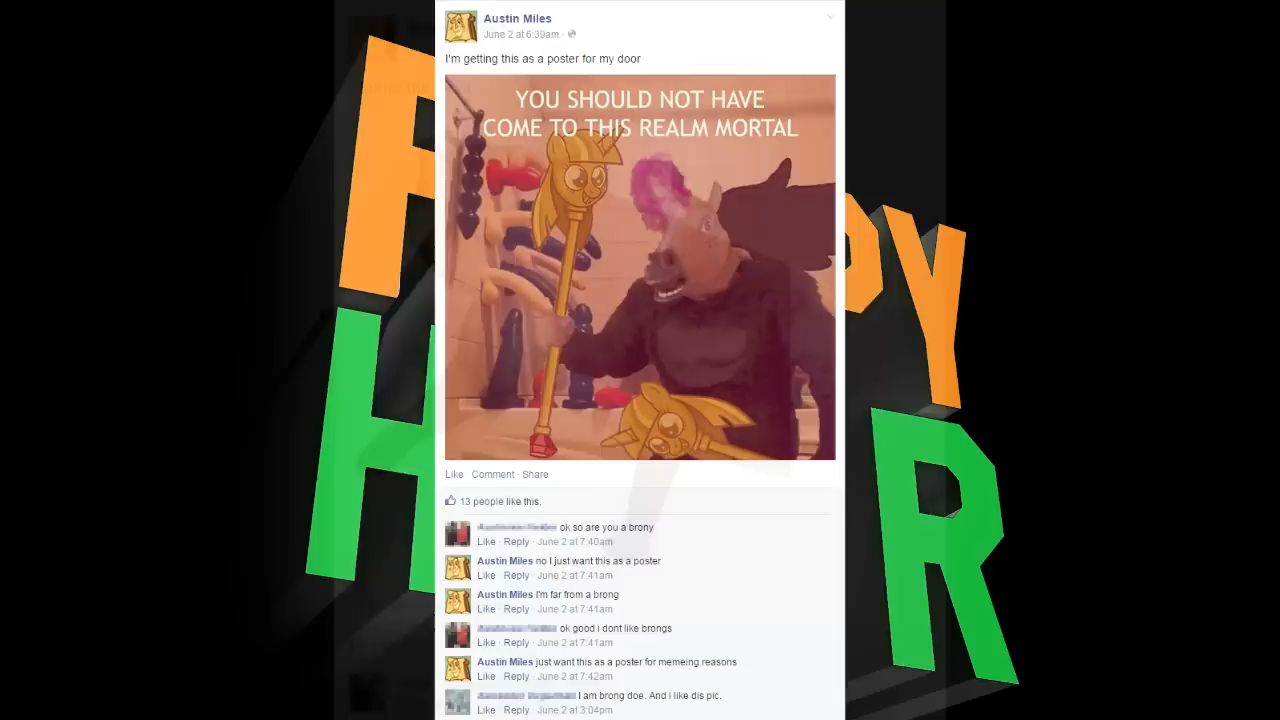 Austin Miles
June 2 at 6:39am
I'm getting this as a poster for my door
YOU SHOULD NOT HAVE
COME TO THIS REALM MORTAL
Like Comment Share
13 people like this.
ok so are you a brony
Like · Reply · June 2 at 7:40am
Austin Miles no I just want this as a poster
Like · Reply · June 2 at 7:41am
Austin Miles I'm far from a brong
Like · Reply · June 2 at 7:41am
ok good i dont like brongs
Like · Reply · June 2 at 7:41am
Austin Miles just want this as a poster for memeing reasons
Like · Reply · June 2 at 7:42am
I am brong doe. And i like dis pic.
Like · Reply · June 2 at 3:04pm